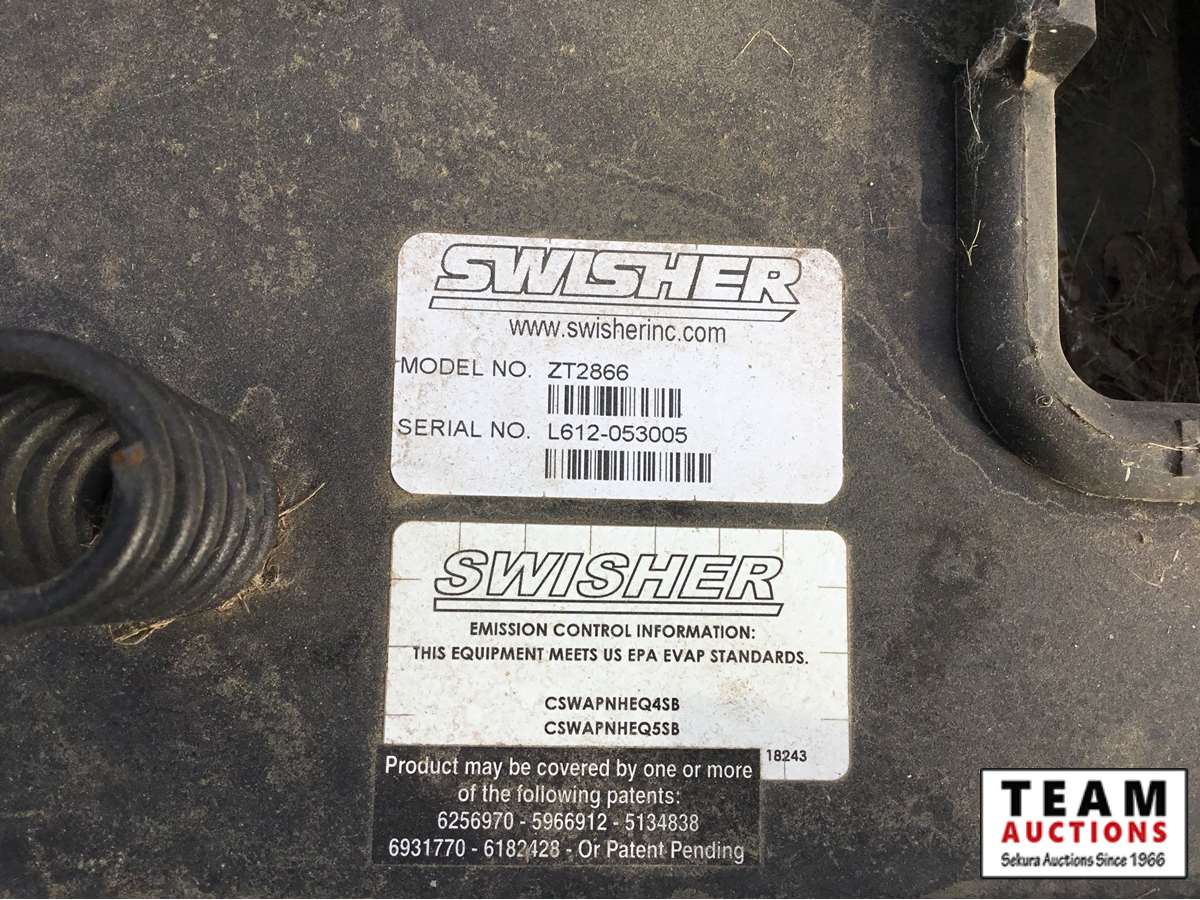 SWISHER
www.swisherinc.com
MODEL NO. ZT2866
SERIAL NO. L612-053005
SWISHER
EMISSION CONTROL INFORMATION:
THIS EQUIPMENT MEETS US EPA EVAP STANDARDS.
CSWAPNHEQ4SB
CSWAPNHEQ5SB
18243
Product may be covered by one or more
of the following patents:
6256970 - 5966912 - 5134838
6931770 - 6182428 - Or Patent Pending
TEAM
AUCTIONS
Sekura Auctions Since 1966